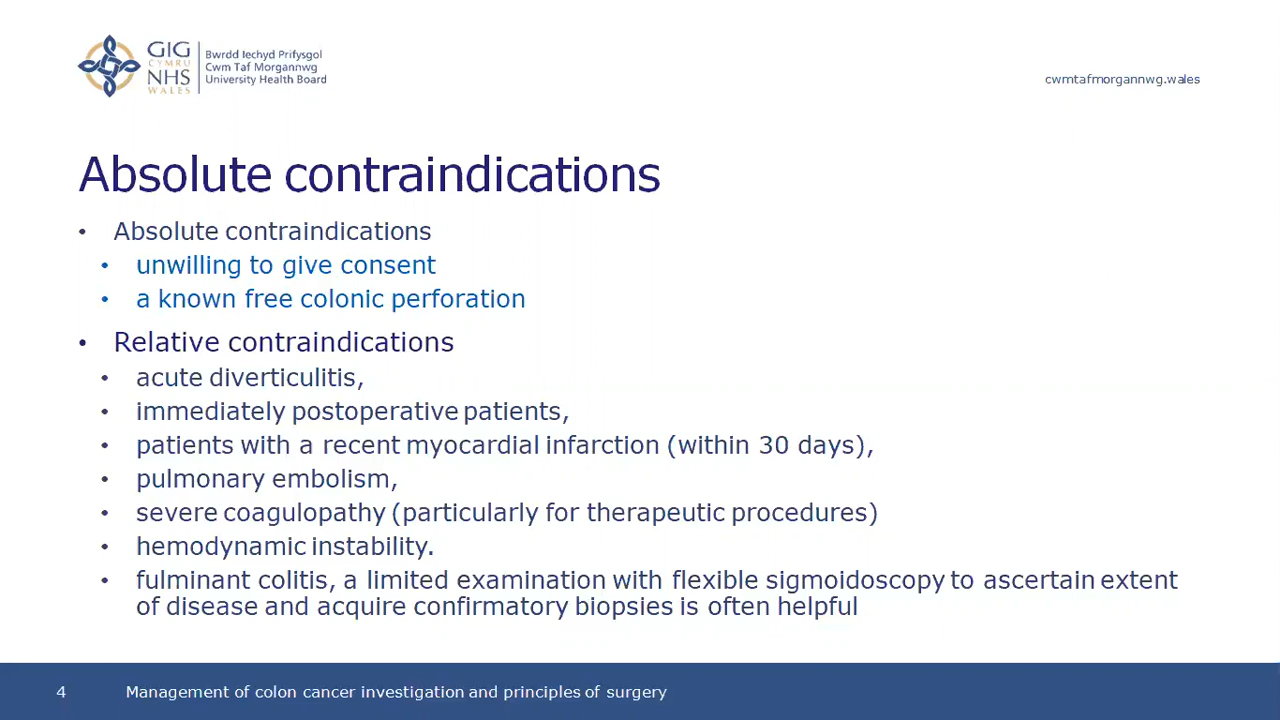 GIG
CYMRU
NHS
WALES
Bwrdd Iechyd Prifysgol
Cwm Taf Morgannwg
University Health Board
cwmtafmorgannwg.wales
Absolute contraindications
• Absolute contraindications
• unwilling to give consent
• a known free colonic perforation
• Relative contraindications
• acute diverticulitis,
• immediately postoperative patients,
• patients with a recent myocardial infarction (within 30 days),
• pulmonary embolism,
• severe coagulopathy (particularly for therapeutic procedures)
• hemodynamic instability.
• fulminant colitis, a limited examination with flexible sigmoidoscopy to ascertain extent
of disease and acquire confirmatory biopsies is often helpful
4 Management of colon cancer investigation and principles of surgery